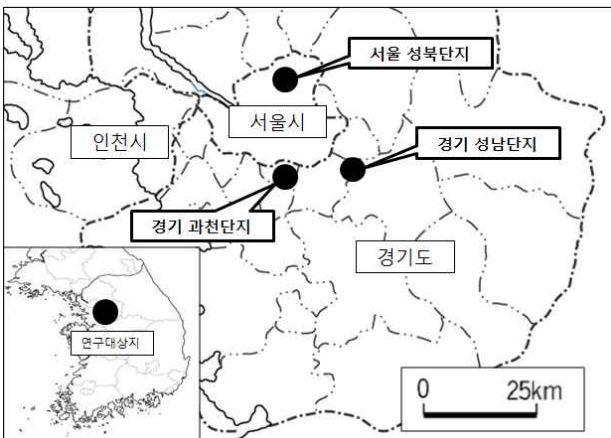 서울 성북단지
서울시
인천시
경기 성남단지
경기 과천단지
경기도
연구대상지
0 25km